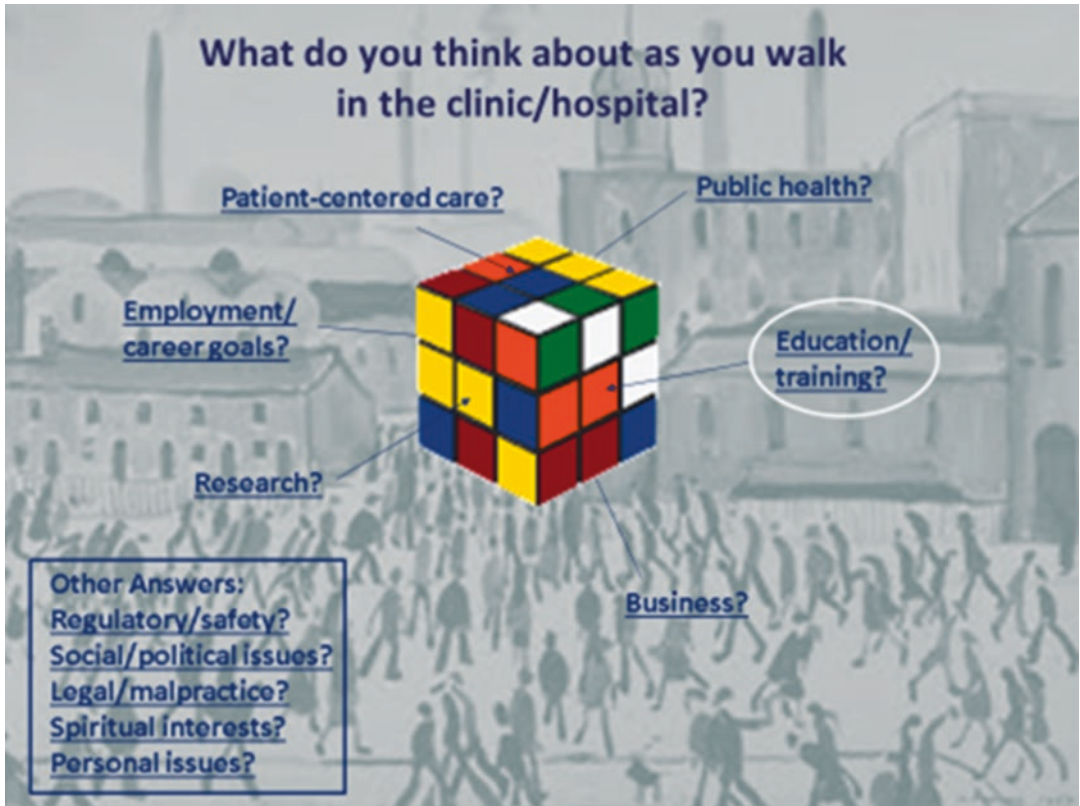 What do you think about as you walk
in the clinic/hospital?
Patient-centered care?
Public health?
Employment/
career goals?
Education/
training?
Research?
Business?
Other Answers:
Regulatory/safety?
Social/political issues?
Legal/malpractice?
Spiritual interests?
Personal issues?